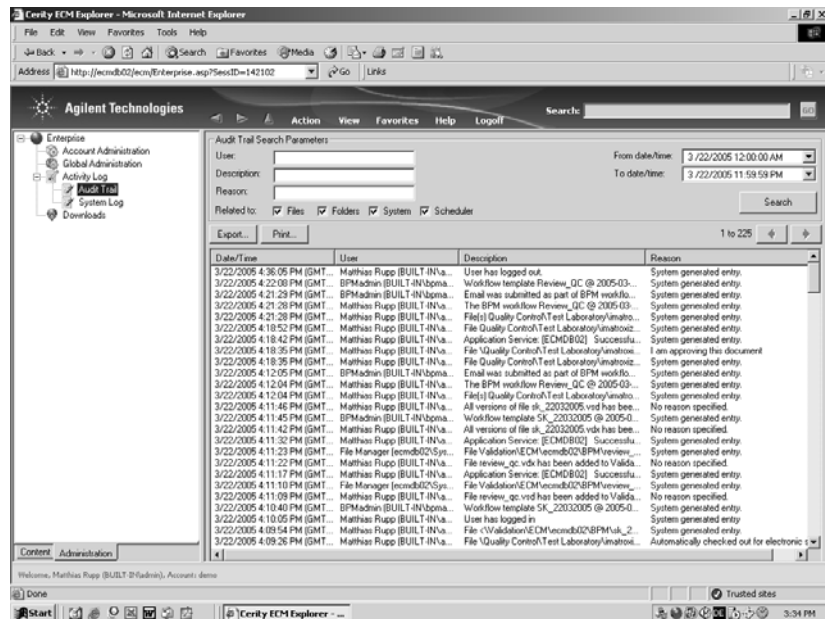 Cerity ECM Explorer - Microsoft Internet Explorer
File Edit View Favorites Tools Help
Back Search Favorites Media
Address http://ecmdb02/ecm/Enterprise.asp?SessID=142102 Go Links
Agilent Technologies
Action View Favorites Help Logoff
Search: GO
Enterprise
Account Administration
Global Administration
Activity Log
Audit Trail
System Log
Downloads
Audit Trail Search Parameters
User:
Description:
Reason:
From date/time: 3 /22/2005 12:00:00 AM
To date/time: 3 /22/2005 11:59:59 PM
Related to: Files Folders System Scheduler
Search
Export... Print... 1 to 225
Date/Time User Description Reason
3/22/2005 4:36:05 PM (GMT... Matthias Rupp (BUILT-IN\a... User has logged out. System generated entry.
3/22/2005 4:22:08 PM (GMT... BPMadmin (BUILT-IN\bpma... Workflow template Review_QC @ 2005-03-... System generated entry.
3/22/2005 4:21:29 PM (GMT... BPMadmin (BUILT-IN\bpma... Email was submitted as part of BPM workflo... System generated entry.
3/22/2005 4:21:28 PM (GMT... Matthias Rupp (BUILT-IN\a... The BPM workflow Review_QC @ 2005-03-... System generated entry.
3/22/2005 4:21:28 PM (GMT... Matthias Rupp (BUILT-IN\a... File(s) Quality Control\Test Laboratory\imatro... System generated entry.
3/22/2005 4:18:52 PM (GMT... Matthias Rupp (BUILT-IN\a... File Quality Control\Test Laboratory\imatroxiz... System generated entry.
3/22/2005 4:18:42 PM (GMT... Matthias Rupp (BUILT-IN\a... Application Service: [ECMDB02] Successfu... System generated entry.
3/22/2005 4:18:35 PM (GMT... Matthias Rupp (BUILT-IN\a... File \Quality Control\Test Laboratory\imatroxi... I am approving this document
3/22/2005 4:18:35 PM (GMT... Matthias Rupp (BUILT-IN\a... File Quality Control\Test Laboratory\imatroxiz... System generated entry.
3/22/2005 4:12:05 PM (GMT... BPMadmin (BUILT-IN\bpma... Email was submitted as part of BPM workflo... System generated entry.
3/22/2005 4:12:04 PM (GMT... Matthias Rupp (BUILT-IN\a... The BPM workflow Review_QC @ 2005-03-... System generated entry.
3/22/2005 4:12:04 PM (GMT... Matthias Rupp (BUILT-IN\a... File(s) Quality Control\Test Laboratory\imatro... System generated entry.
3/22/2005 4:11:46 PM (GMT... Matthias Rupp (BUILT-IN\a... All versions of file sk_22032005.vsd has bee... No reason specified.
3/22/2005 4:11:45 PM (GMT... BPMadmin (BUILT-IN\bpma... Workflow template SK_22032005 @ 2005-0... System generated entry.
3/22/2005 4:11:42 PM (GMT... Matthias Rupp (BUILT-IN\a... All versions of file sk_22032005.vdx has bee... No reason specified.
3/22/2005 4:11:32 PM (GMT... Matthias Rupp (BUILT-IN\a... Application Service: [ECMDB02] Successfu... System generated entry.
3/22/2005 4:11:23 PM (GMT... File Manager [ecmdb02\Sys... File Validation\ECM\ecmdb02\BPM\review_... System generated entry.
3/22/2005 4:11:22 PM (GMT... Matthias Rupp (BUILT-IN\a... File review_qc.vdx has been added to Valida... No reason specified.
3/22/2005 4:11:17 PM (GMT... Matthias Rupp (BUILT-IN\a... Application Service: [ECMDB02] Successfu... System generated entry.
3/22/2005 4:11:10 PM (GMT... File Manager [ecmdb02\Sys... File Validation\ECM\ecmdb02\BPM\review_... System generated entry.
3/22/2005 4:11:09 PM (GMT... Matthias Rupp (BUILT-IN\a... File review_qc.vsd has been added to Valida... No reason specified.
3/22/2005 4:10:40 PM (GMT... BPMadmin (BUILT-IN\bpma... Workflow template SK_22032005 @ 2005-0... System generated entry.
3/22/2005 4:10:05 PM (GMT... Matthias Rupp (BUILT-IN\a... User has logged in System generated entry.
3/22/2005 4:09:54 PM (GMT... Matthias Rupp (BUILT-IN\a... File <\Validation\ECM\ecmdb02\BPM\sk_2... System generated entry.
3/22/2005 4:09:26 PM (GMT... Matthias Rupp (BUILT-IN\a... File \Quality Control\Test Laboratory\imatroxi... Automatically checked out for electronic s
Content Administration
Welcome, Matthias Rupp (BUILT-IN\admin), Account: demo
Done Trusted sites
Start Cerity ECM Explorer - ... DE 3:34 PM